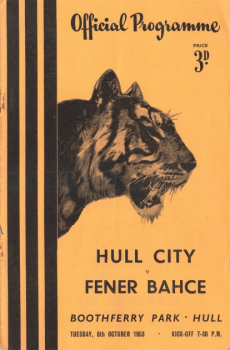 Official Programme
PRICE
3D.
HULL CITY
v
FENER BAHCE
BOOTHFERRY PARK · HULL
TUESDAY, 6th OCTOBER 1953 · KICK-OFF 7-30 P.M.